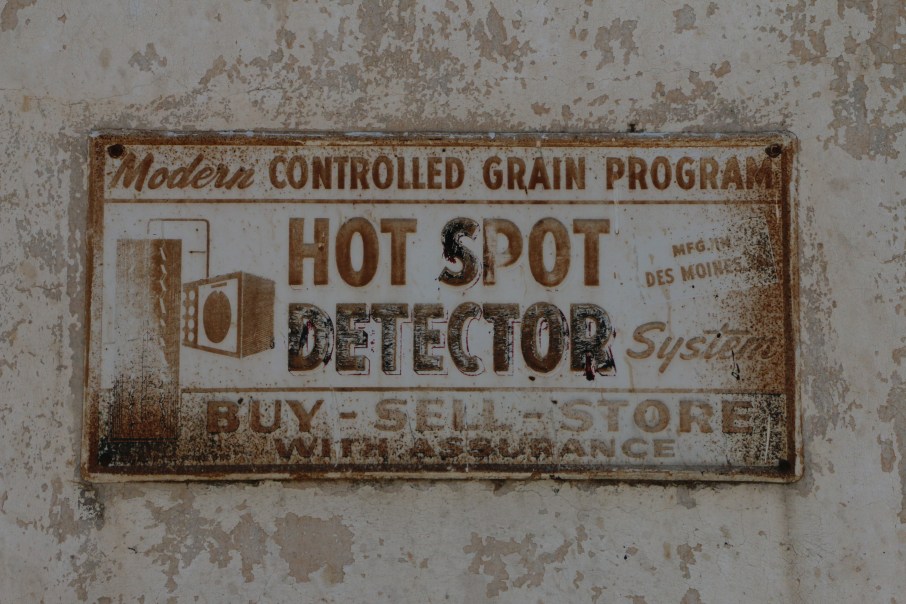 Modern CONTROLLED GRAIN PROGRAM
HOT SPOT
DETECTOR
System
MFG. IN
DES MOINES
BUY - SELL - STORE
WITH ASSURANCE